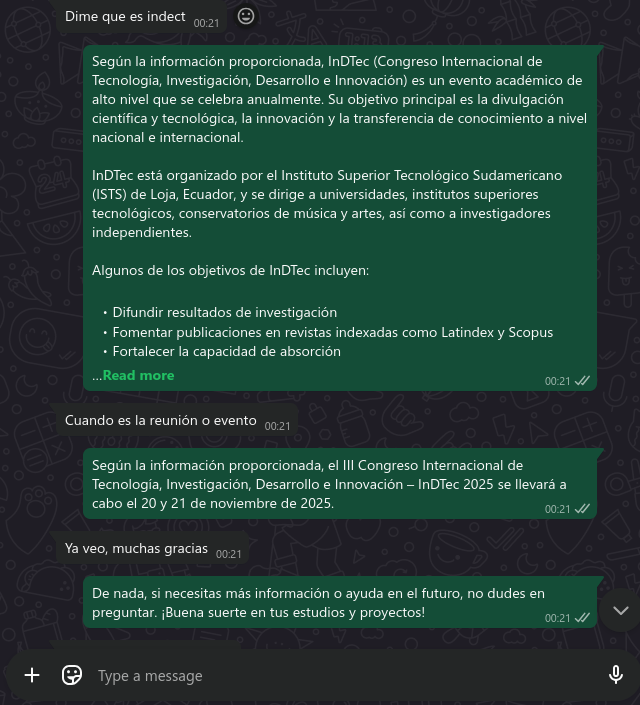 Dime que es indect 00:21
Según la información proporcionada, InDTec (Congreso Internacional de
Tecnología, Investigación, Desarrollo e Innovación) es un evento académico de
alto nivel que se celebra anualmente. Su objetivo principal es la divulgación
científica y tecnológica, la innovación y la transferencia de conocimiento a nivel
nacional e internacional.
InDTec está organizado por el Instituto Superior Tecnológico Sudamericano
(ISTS) de Loja, Ecuador, y se dirige a universidades, institutos superiores
tecnológicos, conservatorios de música y artes, así como a investigadores
independientes.
Algunos de los objetivos de InDTec incluyen:
• Difundir resultados de investigación
• Fomentar publicaciones en revistas indexadas como Latindex y Scopus
• Fortalecer la capacidad de absorción
...Read more 00:21
Cuando es la reunión o evento 00:21
Según la información proporcionada, el III Congreso Internacional de
Tecnología, Investigación, Desarrollo e Innovación – InDTec 2025 se llevará a
cabo el 20 y 21 de noviembre de 2025. 00:21
Ya veo, muchas gracias 00:21
De nada, si necesitas más información o ayuda en el futuro, no dudes en
preguntar. ¡Buena suerte en tus estudios y proyectos! 00:21
Type a message